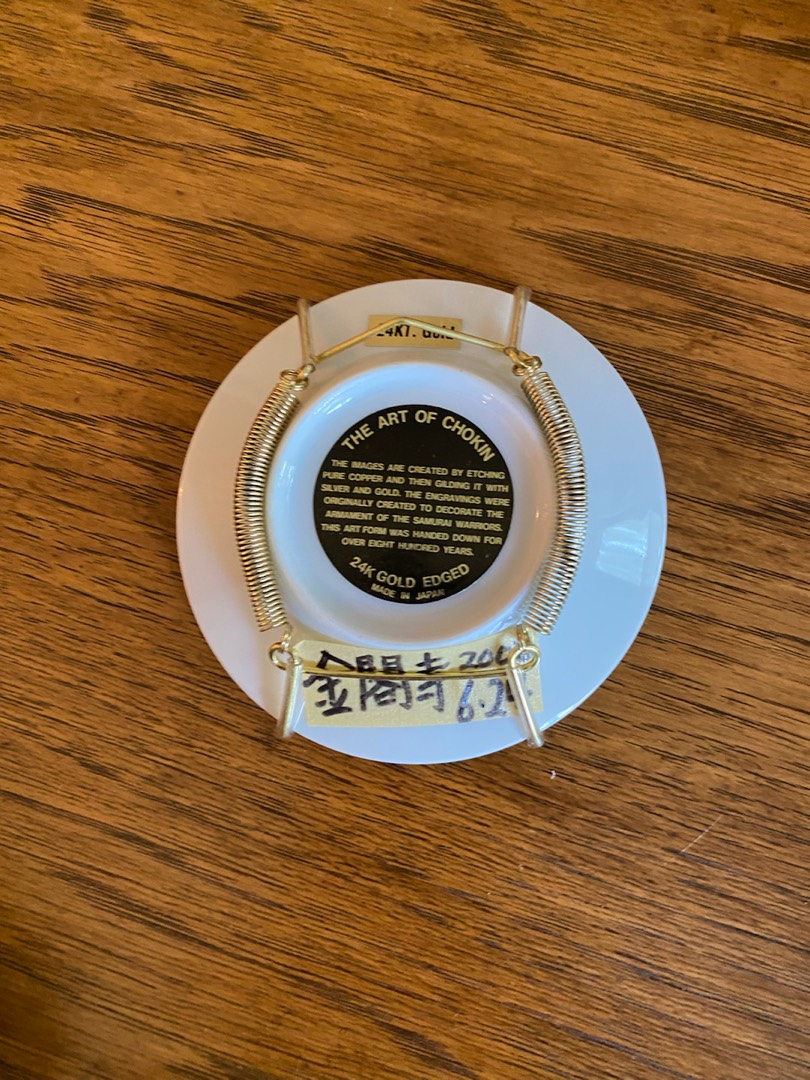 24KT. Gold
THE ART OF CHOKIN
THE IMAGES ARE CREATED BY ETCHING
PURE COPPER AND THEN GILDING IT WITH
SILVER AND GOLD. THE ENGRAVINGS WERE
ORIGINALLY CREATED TO DECORATE THE
ARMAMENT OF THE SAMURAI WARRIORS.
THIS ART FORM WAS HANDED DOWN FOR
OVER EIGHT HUNDRED YEARS.
24K GOLD EDGED
MADE IN JAPAN